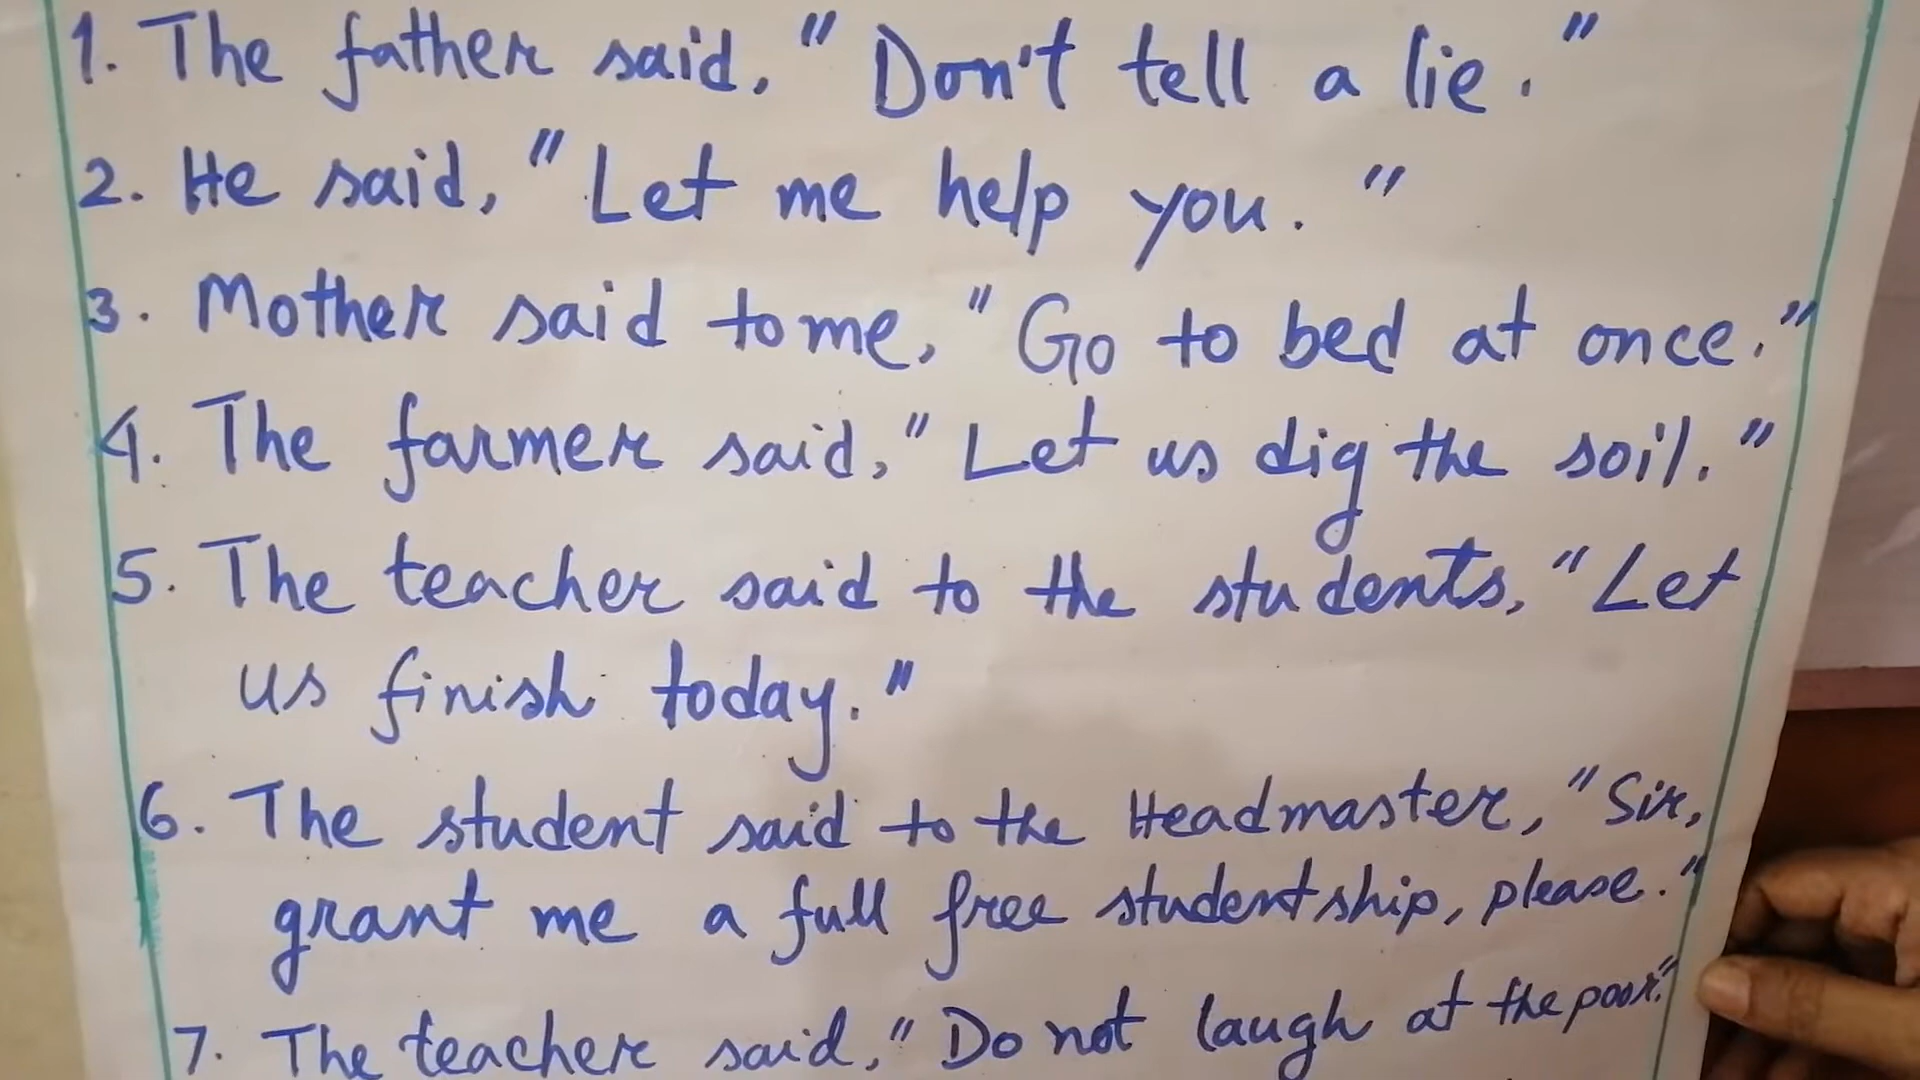 1. The father said, "Don't tell a lie."
2. He said, "Let me help you."
3. Mother said to me, "Go to bed at once."
4. The farmer said, "Let us dig the soil."
5. The teacher said to the students, "Let
us finish today."
6. The student said to the Headmaster, "Sir,
grant me a full free studentship, please."
7. The teacher said, "Do not laugh at the poor."